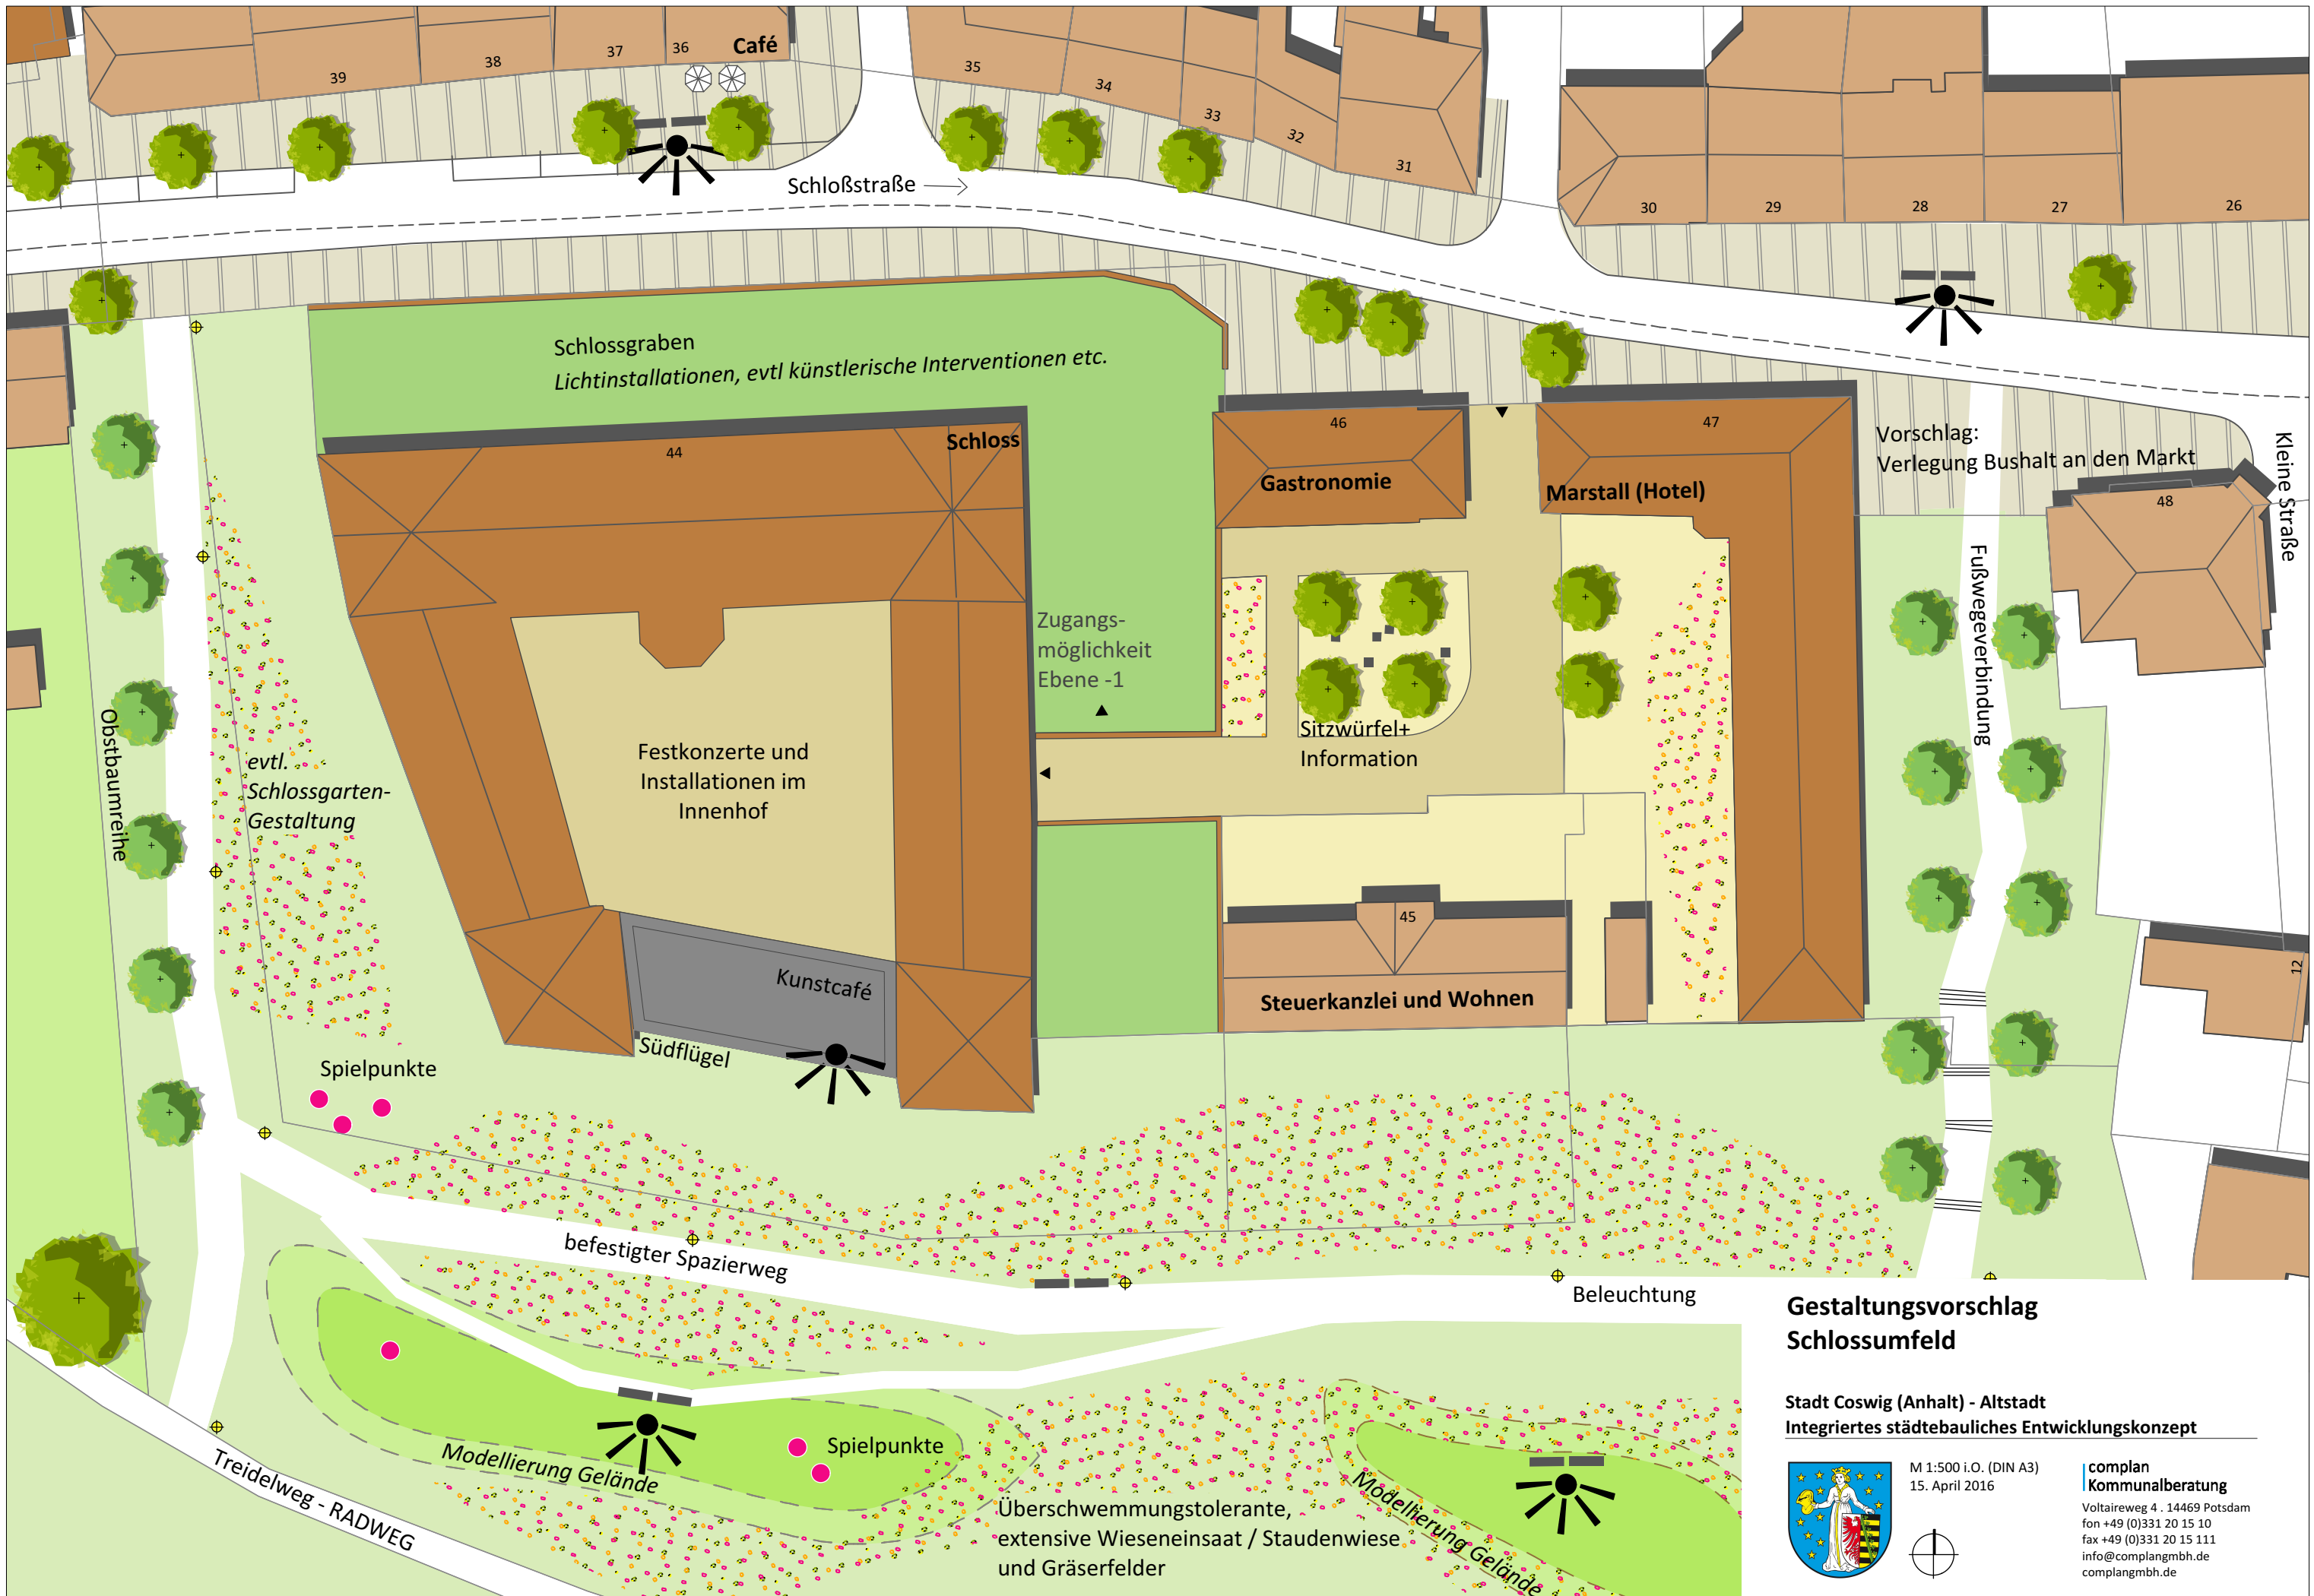 39
38
37
36
Café
35
34
33
32
31
30
29
28
27
26
Schloßstraße
Schlossgraben
Lichtinstallationen, evtl künstlerische Interventionen etc.
44
Schloss
46
Gastronomie
47
Marstall (Hotel)
Vorschlag:
Verlegung Bushalt an den Markt
48
Kleine Straße
Fußwegeverbindung
Zugangs-
möglichkeit
Ebene -1
Obstbaumreihe
evtl.
Schlossgarten-
Gestaltung
Festkonzerte und
Installationen im
Innenhof
Sitzwürfel+
Information
45
Steuerkanzlei und Wohnen
12
Kunstcafé
Südflügel
Spielpunkte
befestigter Spazierweg
Beleuchtung
Modellierung Gelände
Spielpunkte
Treidelweg - RADWEG
Überschwemmungstolerante,
extensive Wieseneinsaat / Staudenwiese
und Gräserfelder
Modellierung Gelände
Gestaltungsvorschlag
Schlossumfeld
Stadt Coswig (Anhalt) - Altstadt
Integriertes städtebauliches Entwicklungskonzept
M 1:500 i.O. (DIN A3)
15. April 2016
complan
Kommunalberatung
Voltaireweg 4 . 14469 Potsdam
fon +49 (0)331 20 15 10
fax +49 (0)331 20 15 111
info@complangmbh.de
complangmbh.de